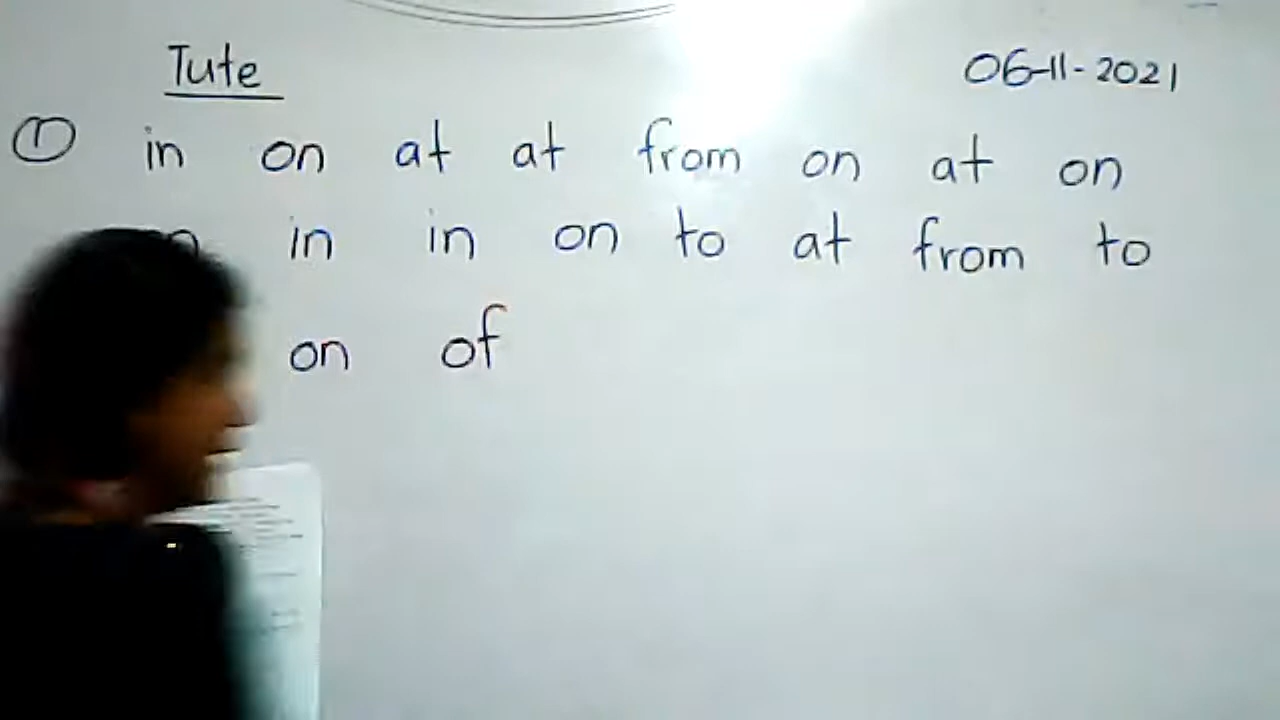 Tute 06-11-2021
① in on at at from on at on
in in on to at from to
on of